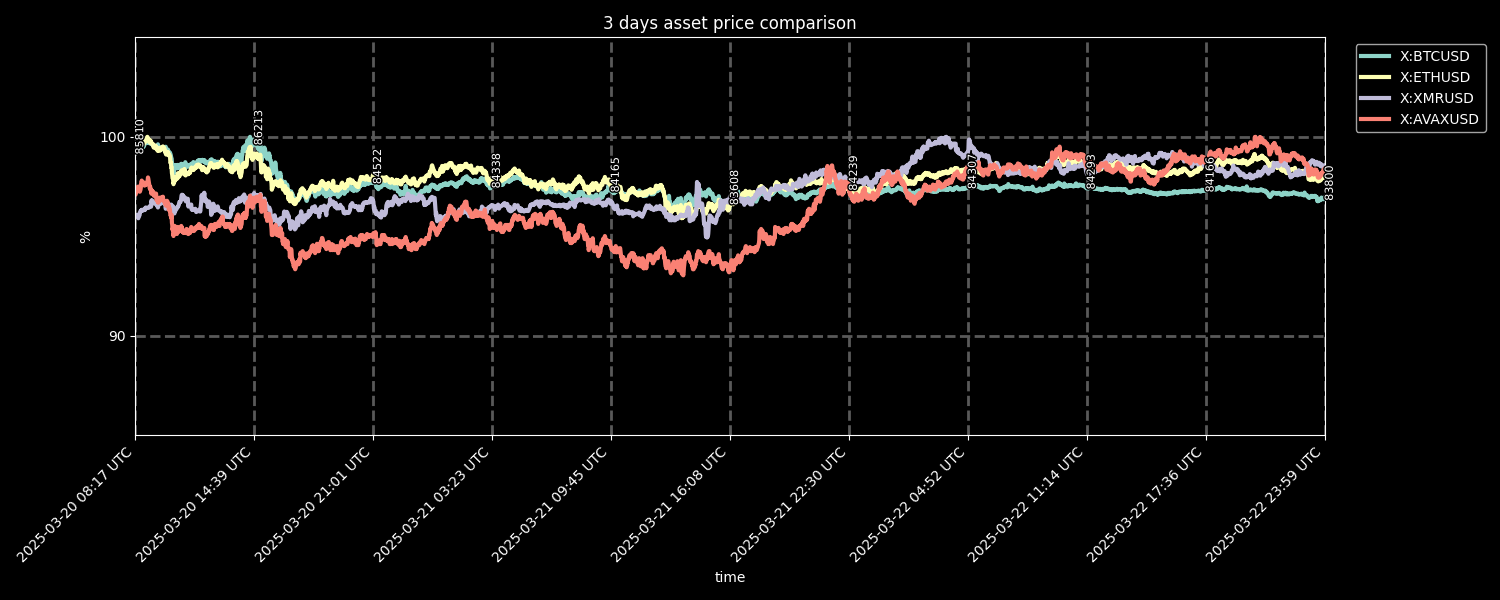 3 days asset price comparison
X:BTCUSD
X:ETHUSD
X:XMRUSD
X:AVAXUSD
100
90
%
85810
86213
84522
84338
84165
83608
84239
84307
84293
84166
83800
2025-03-20 08:17 UTC
2025-03-20 14:39 UTC
2025-03-20 21:01 UTC
2025-03-21 03:23 UTC
2025-03-21 09:45 UTC
2025-03-21 16:08 UTC
2025-03-21 22:30 UTC
2025-03-22 04:52 UTC
2025-03-22 11:14 UTC
2025-03-22 17:36 UTC
2025-03-22 23:59 UTC
time